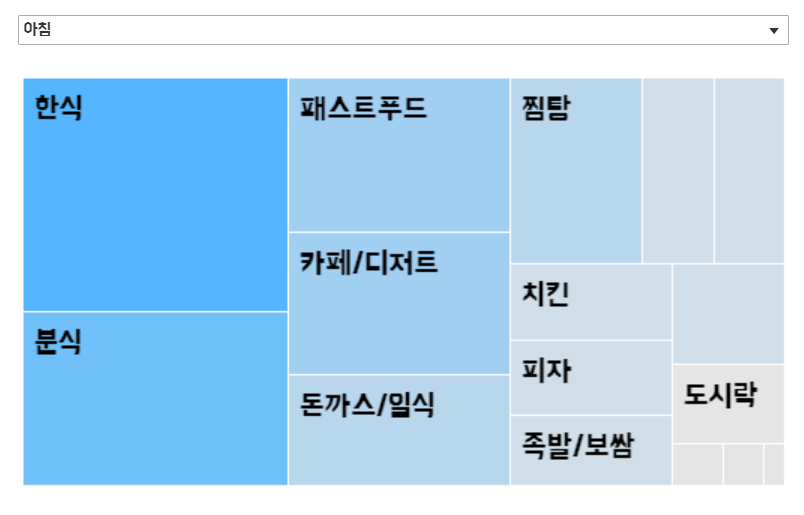 아침
한식
패스트푸드
찜탕
카페/디저트
치킨
분식
피자
도시락
돈까스/일식
족발/보쌈